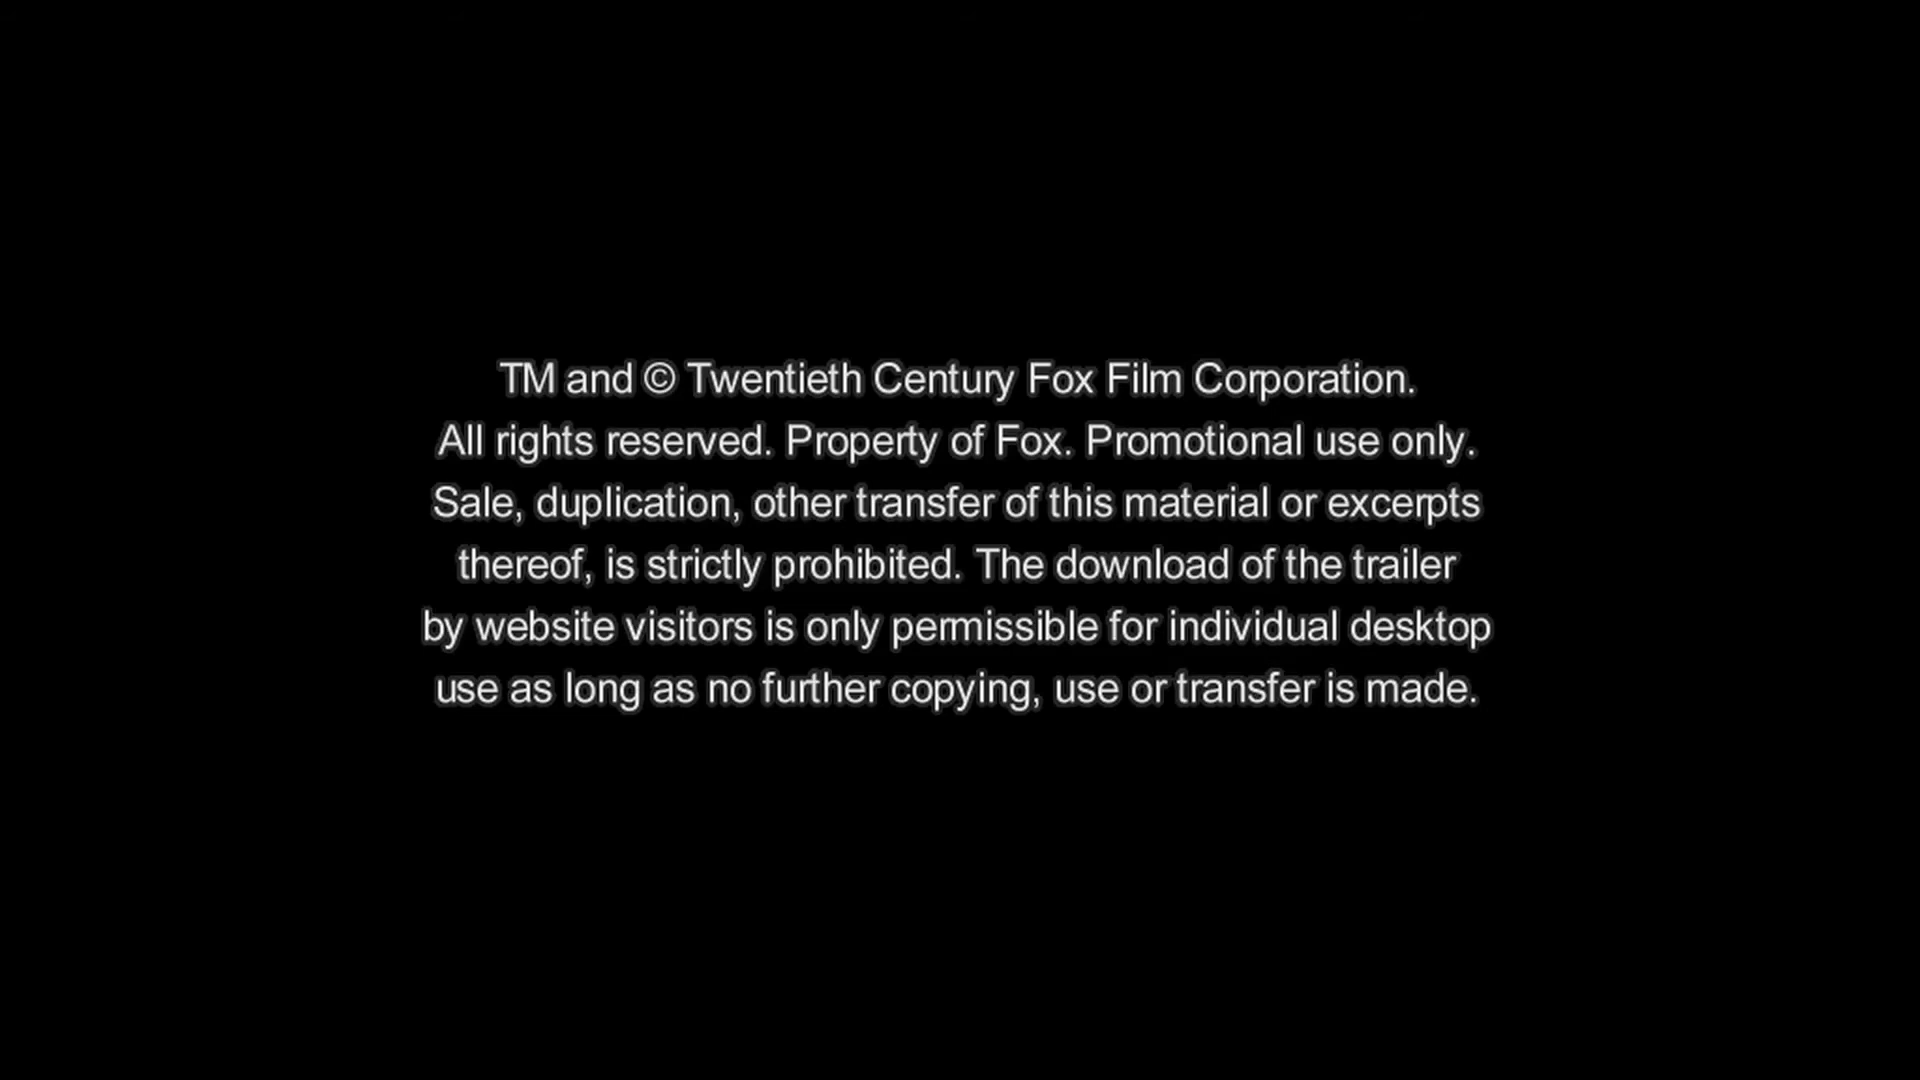 TM and © Twentieth Century Fox Film Corporation.
All rights reserved. Property of Fox. Promotional use only.
Sale, duplication, other transfer of this material or excerpts
thereof, is strictly prohibited. The download of the trailer
by website visitors is only permissible for individual desktop
use as long as no further copying, use or transfer is made.